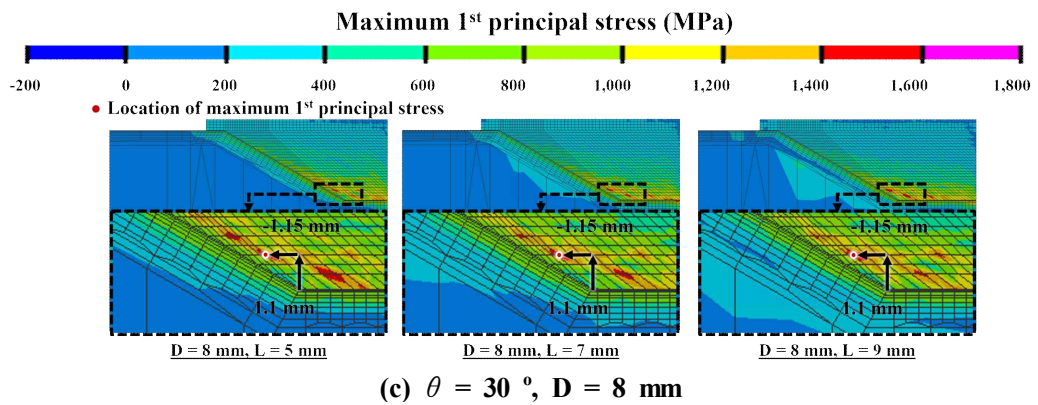 Maximum 1st principal stress (MPa)
-200 0 200 400 600 800 1,000 1,200 1,400 1,600 1,800
Location of maximum 1st principal stress
-1.15 mm -1.15 mm -1.15 mm
1.1 mm 1.1 mm 1.1 mm
D = 8 mm, L = 5 mm D = 8 mm, L = 7 mm D = 8 mm, L = 9 mm
(c) θ = 30 °, D = 8 mm